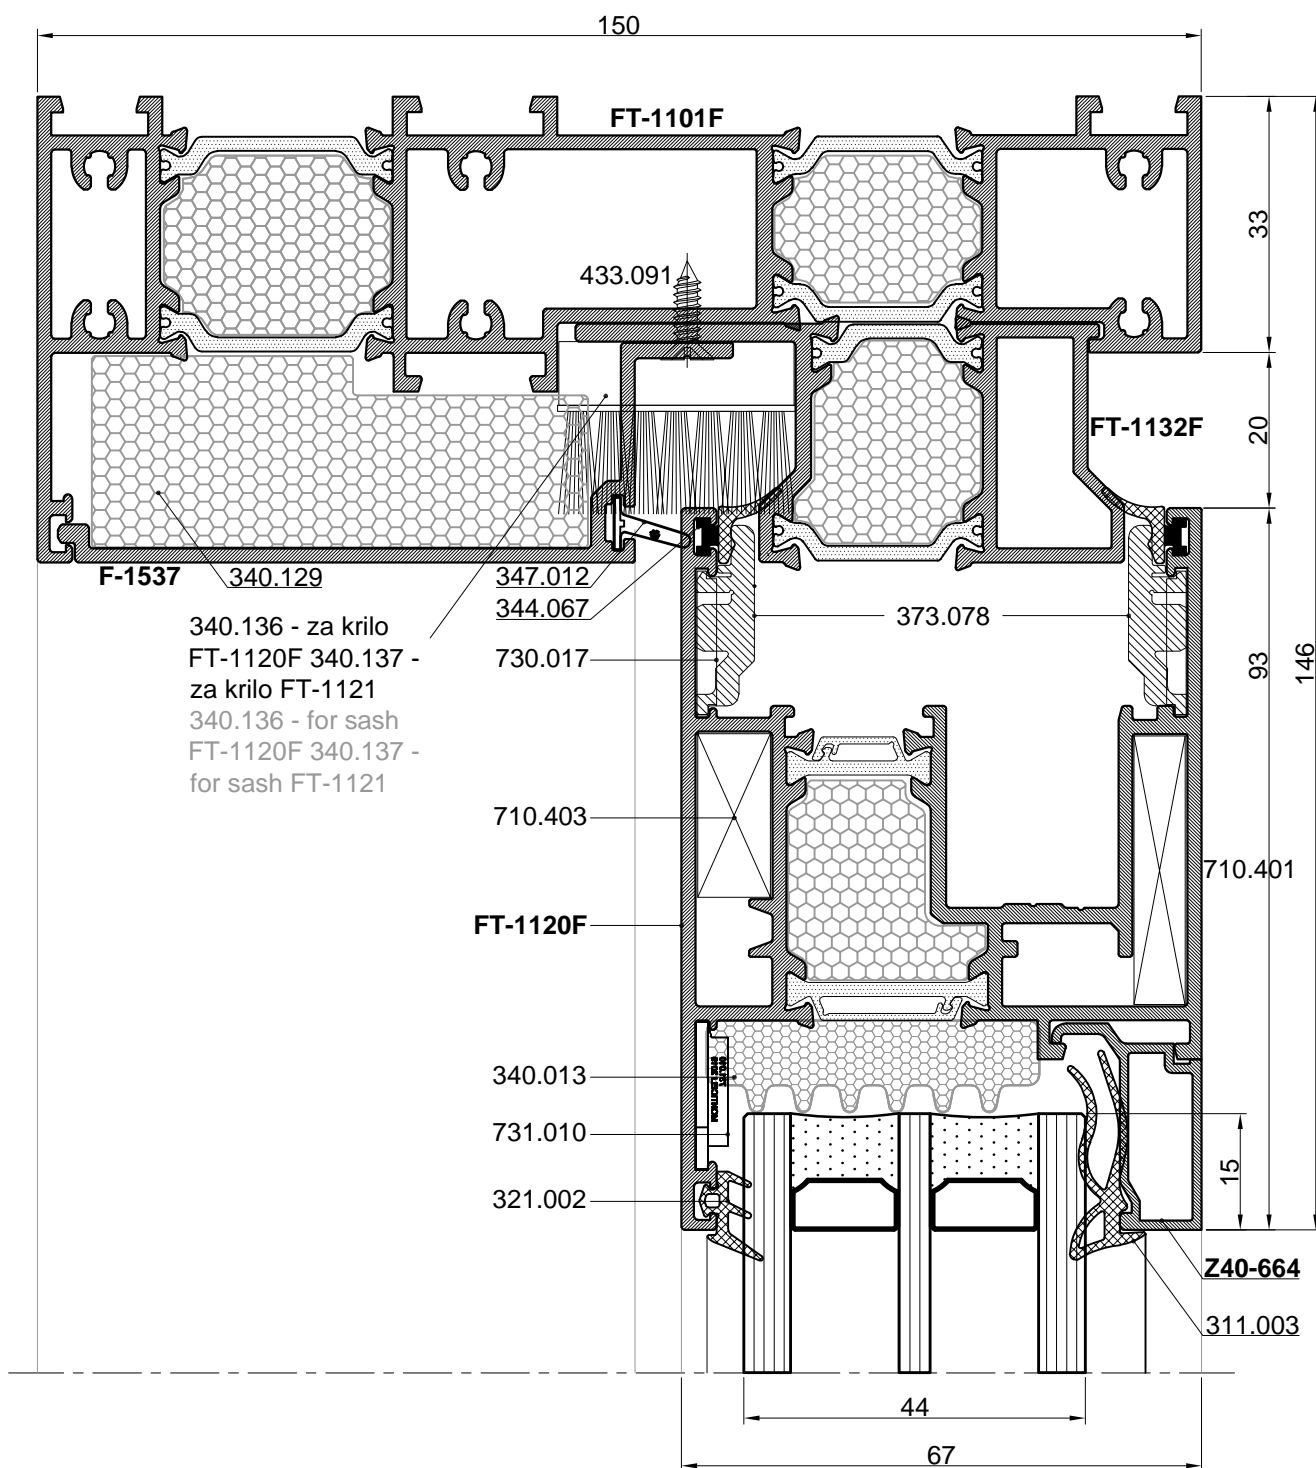 150
FT-1101F
433.091
33
FT-1132F
20
F-1537
340.129
347.012
344.067
373.078
340.136 - za krilo
FT-1120F 340.137 -
za krilo FT-1121
340.136 - for sash
FT-1120F 340.137 -
for sash FT-1121
730.017
93
146
710.403
710.401
FT-1120F
340.013
731.010
15
321.002
Z40-664
311.003
44
67